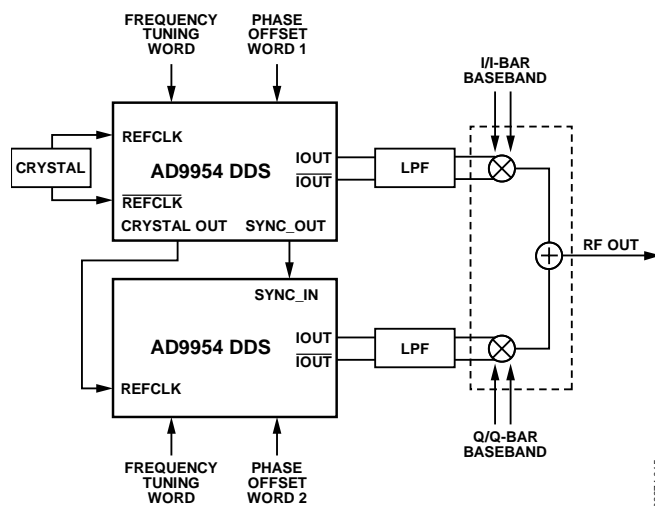 FREQUENCY
TUNING
WORD
PHASE
OFFSET
WORD 1
I/I-BAR
BASEBAND
REFCLK
CRYSTAL
AD9954 DDS
IOUT
IOUT
LPF
REFCLK
CRYSTAL OUT
SYNC_OUT
RF OUT
SYNC_IN
AD9954 DDS
IOUT
IOUT
LPF
REFCLK
Q/Q-BAR
BASEBAND
FREQUENCY
TUNING
WORD
PHASE
OFFSET
WORD 2